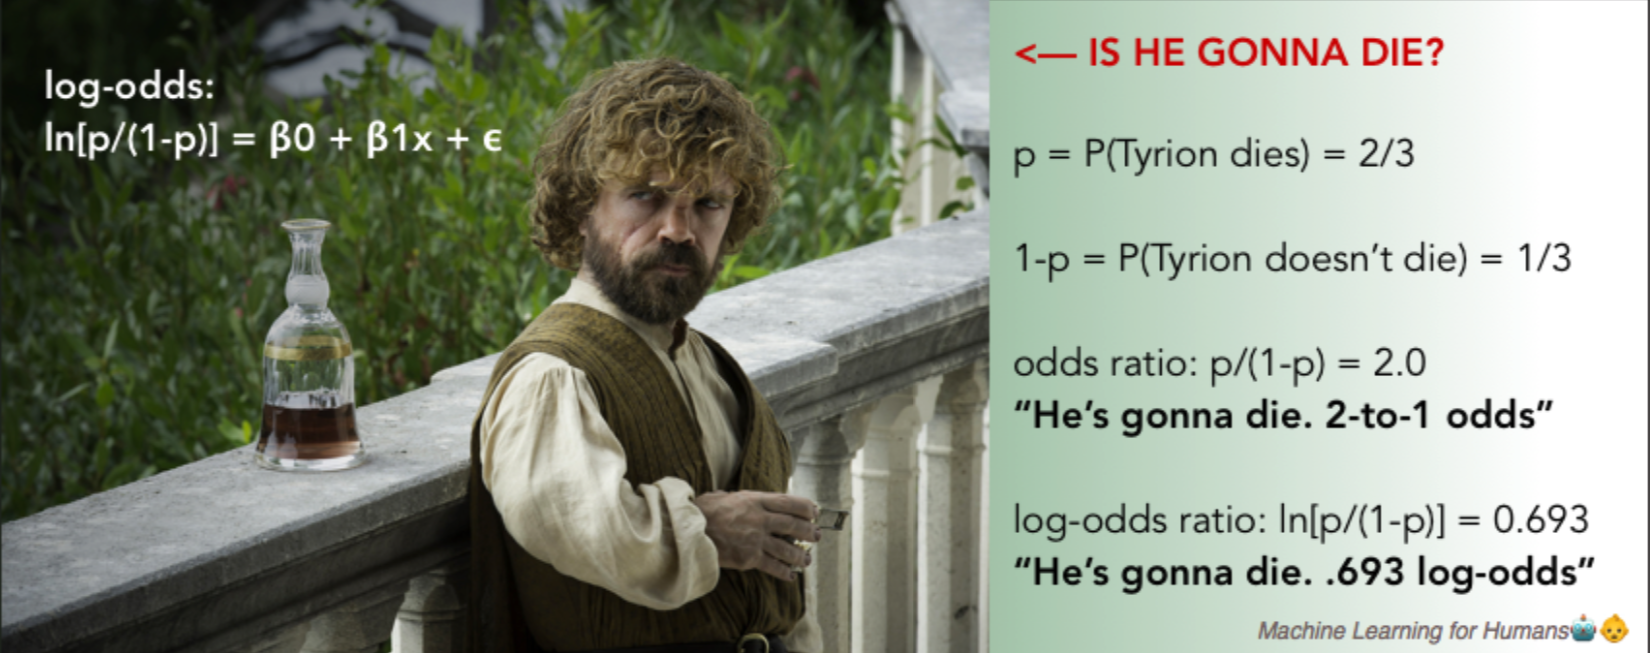 log-odds:
ln[p/(1-p)] = β0 + β1x + ϵ
<— IS HE GONNA DIE?
p = P(Tyrion dies) = 2/3
1-p = P(Tyrion doesn’t die) = 1/3
odds ratio: p/(1-p) = 2.0
“He’s gonna die. 2-to-1 odds”
log-odds ratio: ln[p/(1-p)] = 0.693
“He’s gonna die. .693 log-odds”
Machine Learning for Humans🤖👶